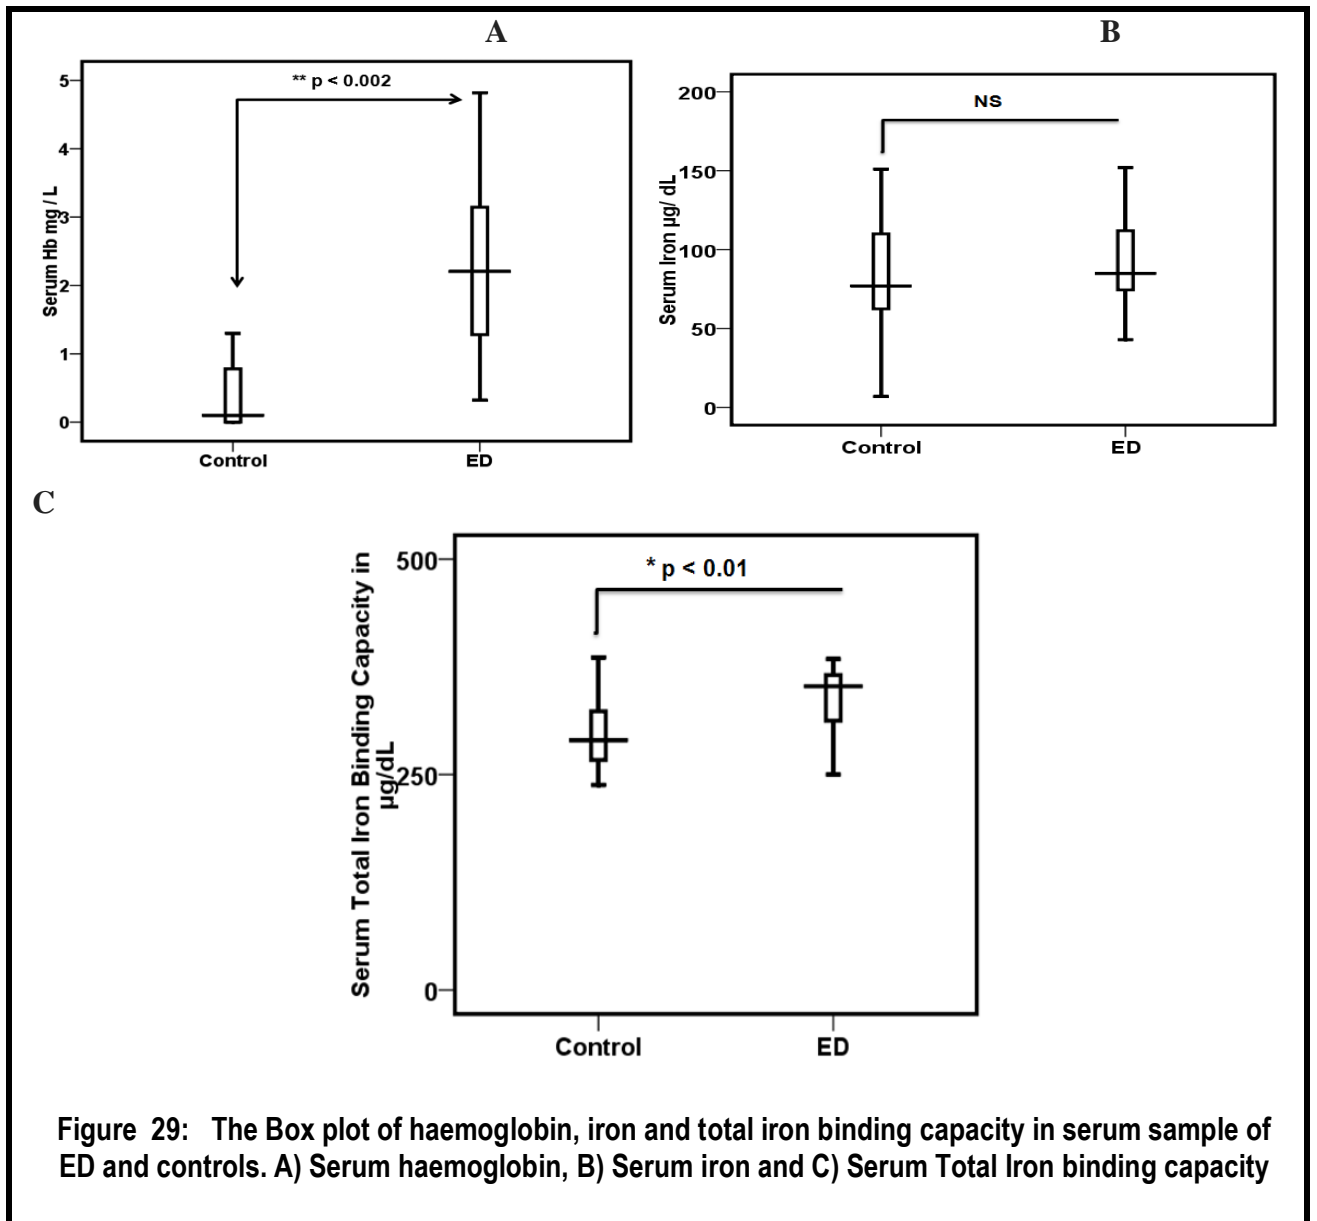 A
B
** p < 0.002
5
4
3
2
1
0
Serum Hb mg / L
Control
ED
NS
200
150
100
50
0
Serum Iron µg/ dL
Control
ED
C
* p < 0.01
500
250
0
Serum Total Iron Binding Capacity in
µg/dL
Control
ED
Figure 29: The Box plot of haemoglobin, iron and total iron binding capacity in serum sample of
ED and controls. A) Serum haemoglobin, B) Serum iron and C) Serum Total Iron binding capacity